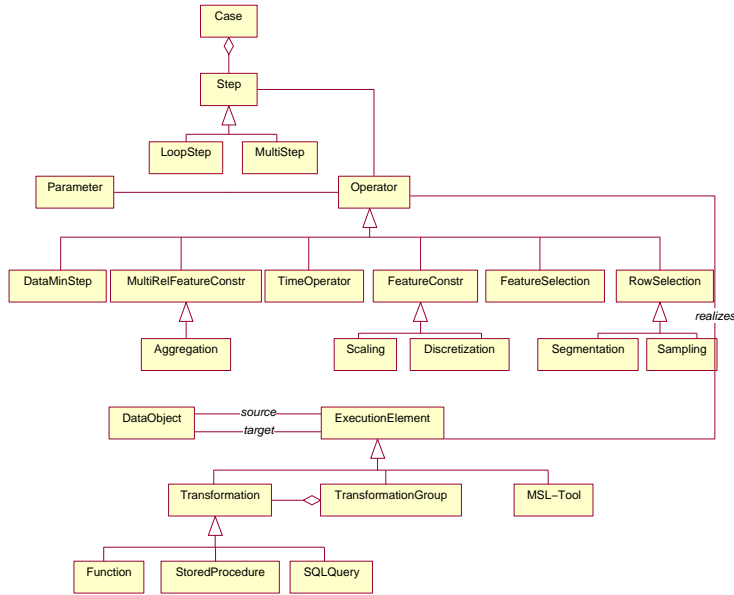 Case
Step
LoopStep
MultiStep
Parameter
Operator
DataMinStep
MultiRelFeatureConstr
TimeOperator
FeatureConstr
FeatureSelection
RowSelection
realizes
Aggregation
Scaling
Discretization
Segmentation
Sampling
DataObject
source
target
ExecutionElement
Transformation
TransformationGroup
MSL−Tool
Function
StoredProcedure
SQLQuery